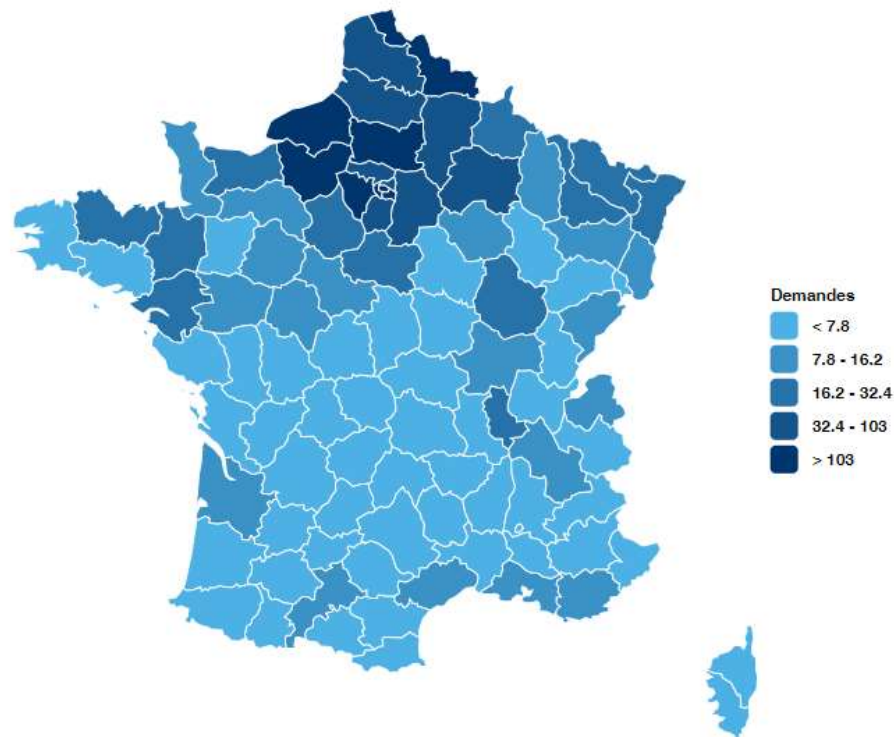 Demandes
< 7.8
7.8 - 16.2
16.2 - 32.4
32.4 - 103
> 103